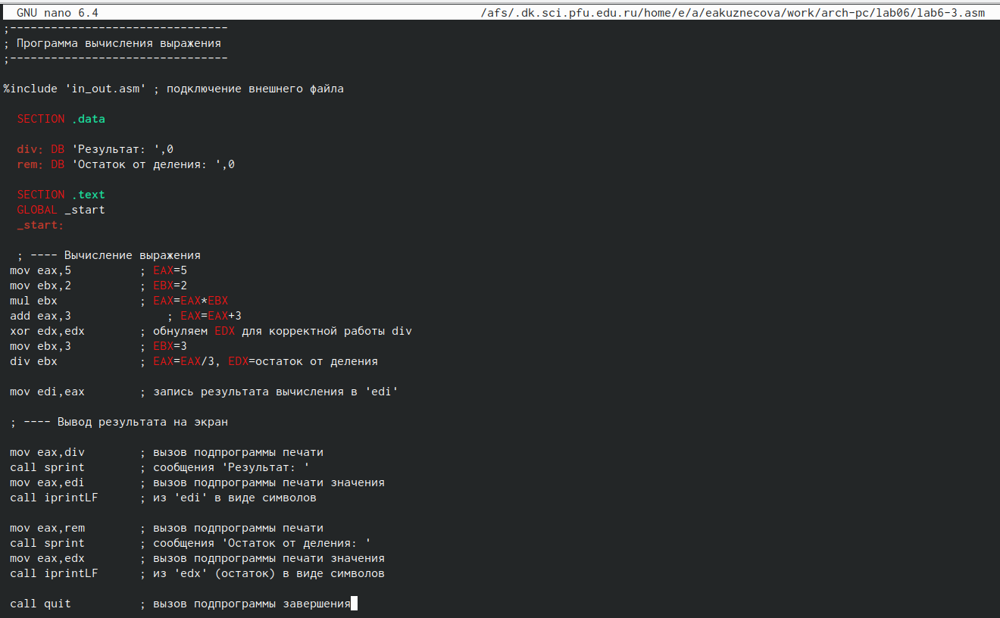 GNU nano 6.4 /afs/.dk.sci.pfu.edu.ru/home/e/a/eakuznecova/work/arch-pc/lab06/lab6-3.asm
;--------------------------------
; Программа вычисления выражения
;--------------------------------
%include 'in_out.asm' ; подключение внешнего файла
SECTION .data
div: DB 'Результат: ',0
rem: DB 'Остаток от деления: ',0
SECTION .text
GLOBAL _start
_start:
; ---- Вычисление выражения
mov eax,5 ; EAX=5
mov ebx,2 ; EBX=2
mul ebx ; EAX=EAX*EBX
add eax,3 ; EAX=EAX+3
xor edx,edx ; обнуляем EDX для корректной работы div
mov ebx,3 ; EBX=3
div ebx ; EAX=EAX/3, EDX=остаток от деления
mov edi,eax ; запись результата вычисления в 'edi'
; ---- Вывод результата на экран
mov eax,div ; вызов подпрограммы печати
call sprint ; сообщения 'Результат: '
mov eax,edi ; вызов подпрограммы печати значения
call iprintLF ; из 'edi' в виде символов
mov eax,rem ; вызов подпрограммы печати
call sprint ; сообщения 'Остаток от деления: '
mov eax,edx ; вызов подпрограммы печати значения
call iprintLF ; из 'edx' (остаток) в виде символов
call quit ; вызов подпрограммы завершения